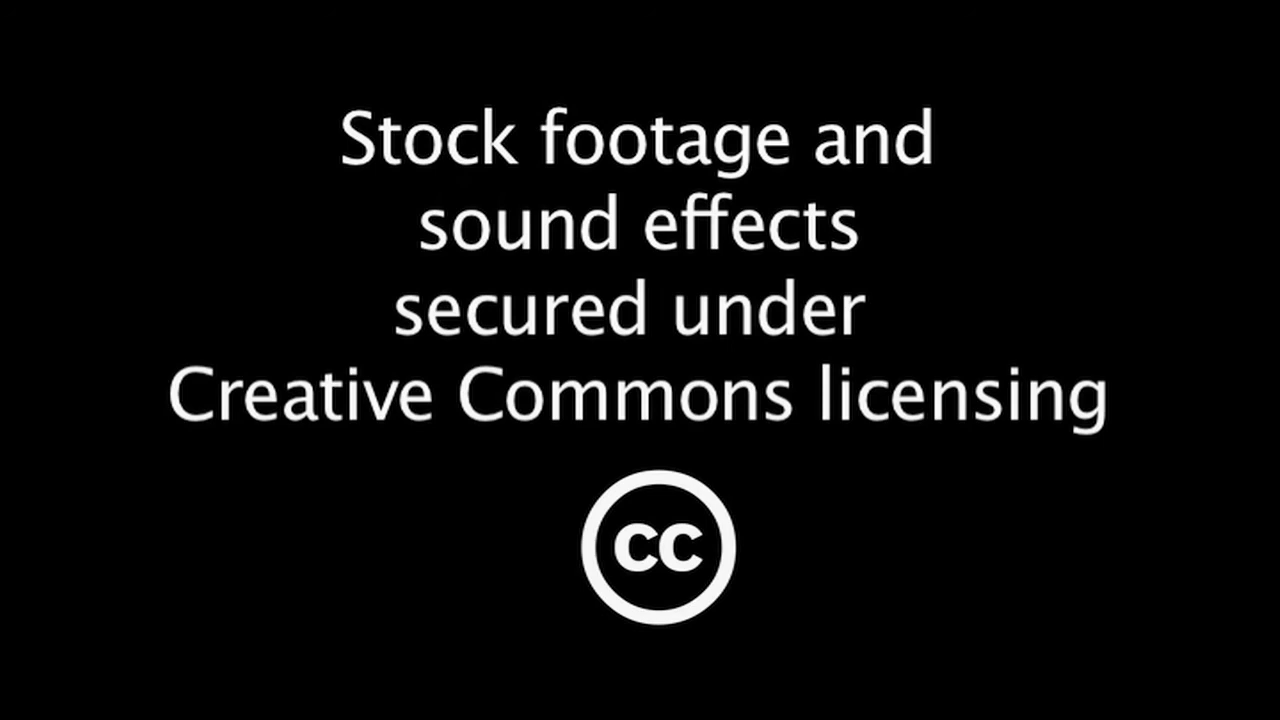 Stock footage and
sound effects
secured under
Creative Commons licensing
cc